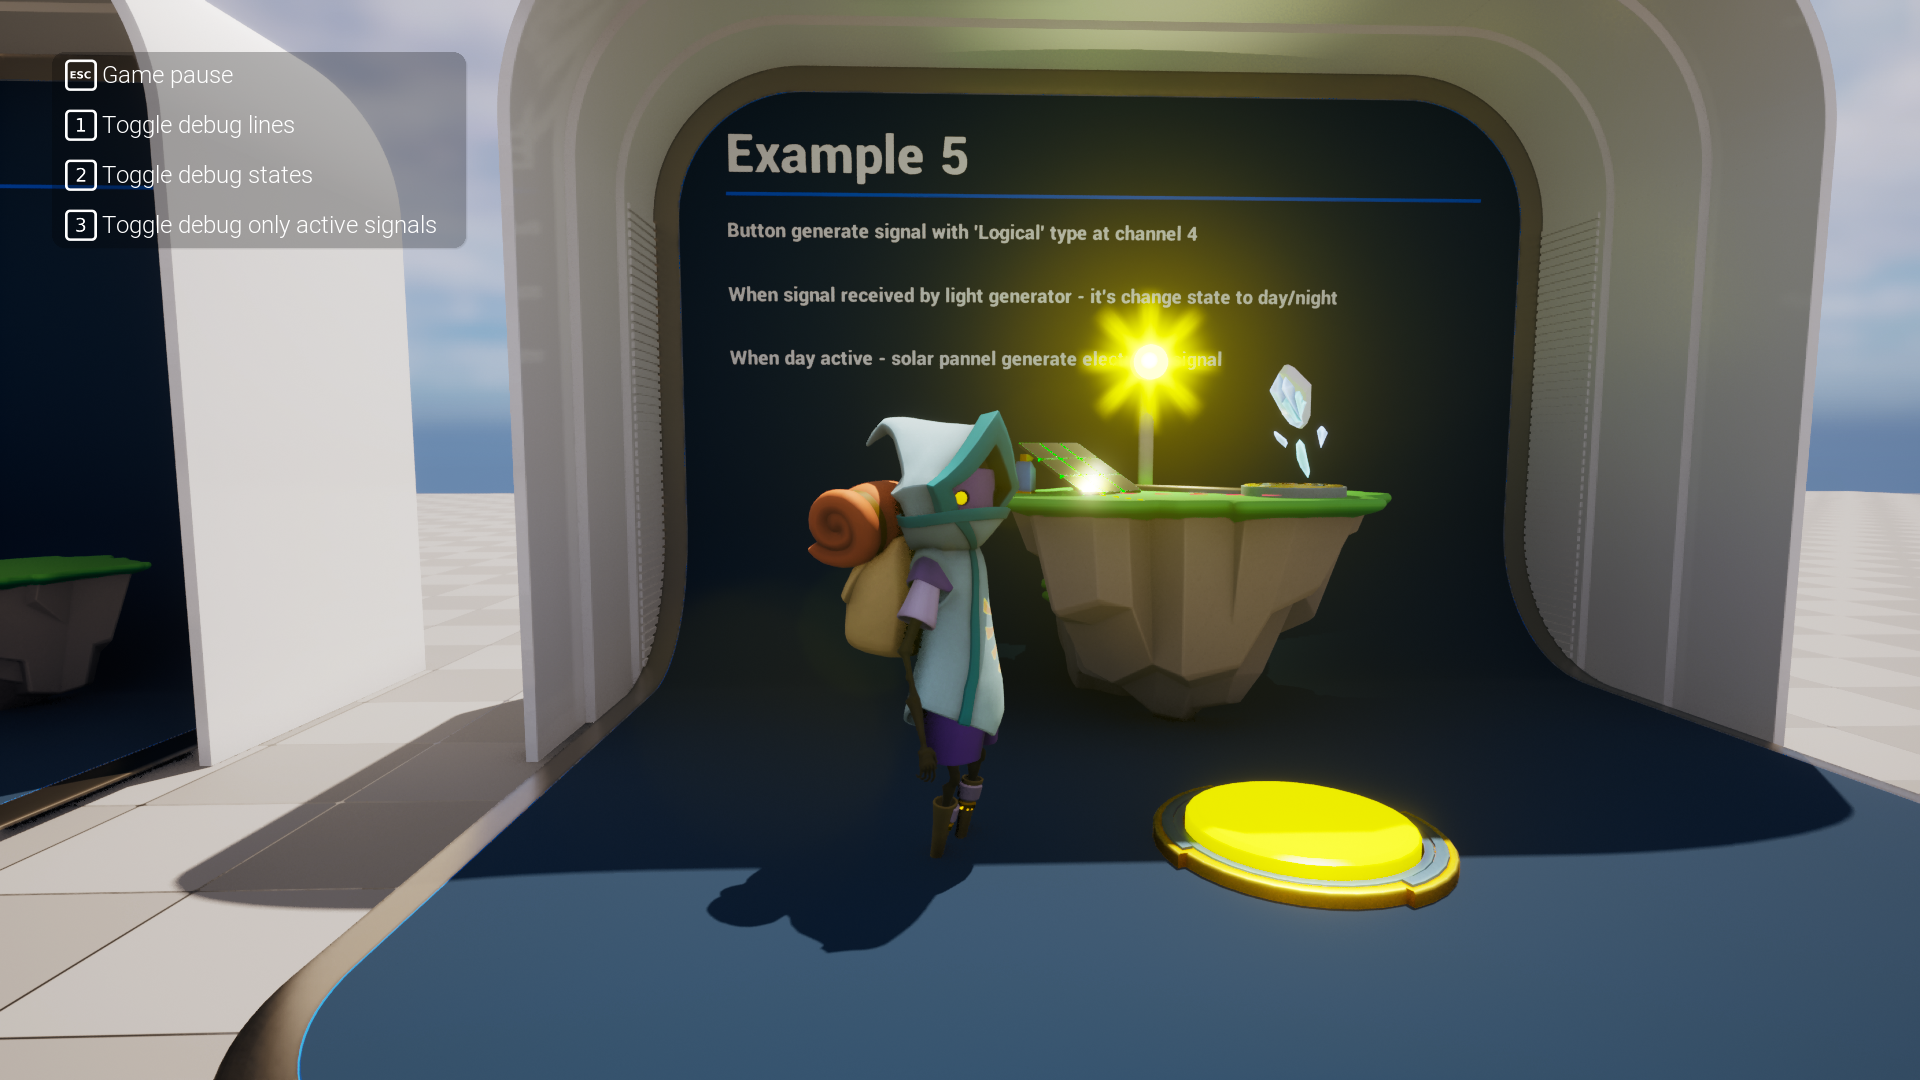 ESC Game pause
1 Toggle debug lines
2 Toggle debug states
3 Toggle debug only active signals
Example 5
Button generate signal with 'Logical' type at channel 4
When signal received by light generator - it's change state to day/night
When day active - solar pannel generate signal